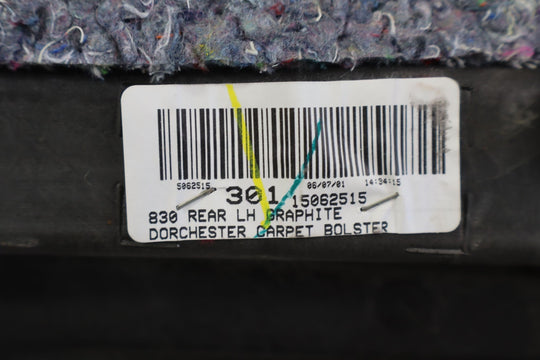 5062515 06/07/01 14:34:15
301 15062515
830 REAR LH GRAPHITE
DORCHESTER CARPET BOLSTER